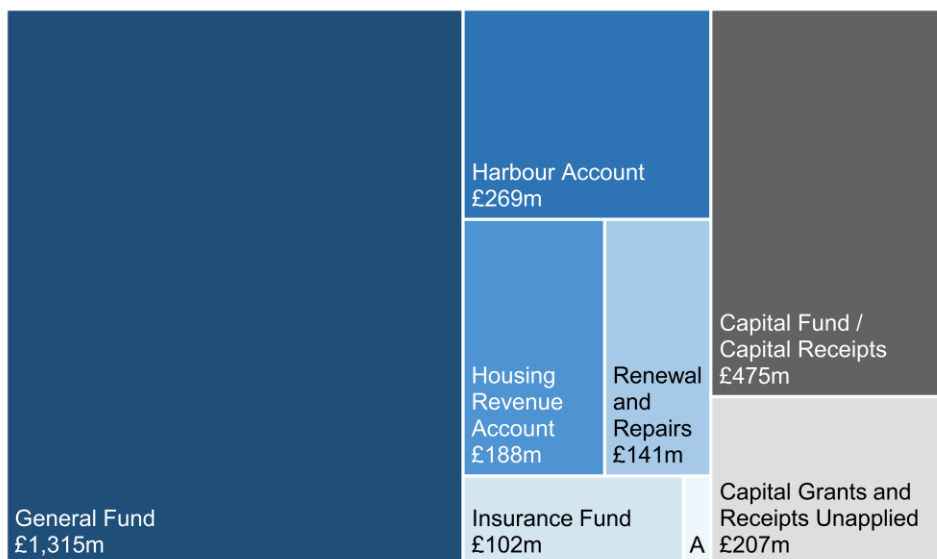 General Fund
£1,315m
Harbour Account
£269m
Housing
Revenue
Account
£188m
Renewal
and
Repairs
£141m
Insurance Fund
£102m
A
Capital Fund /
Capital Receipts
£475m
Capital Grants and
Receipts Unapplied
£207m